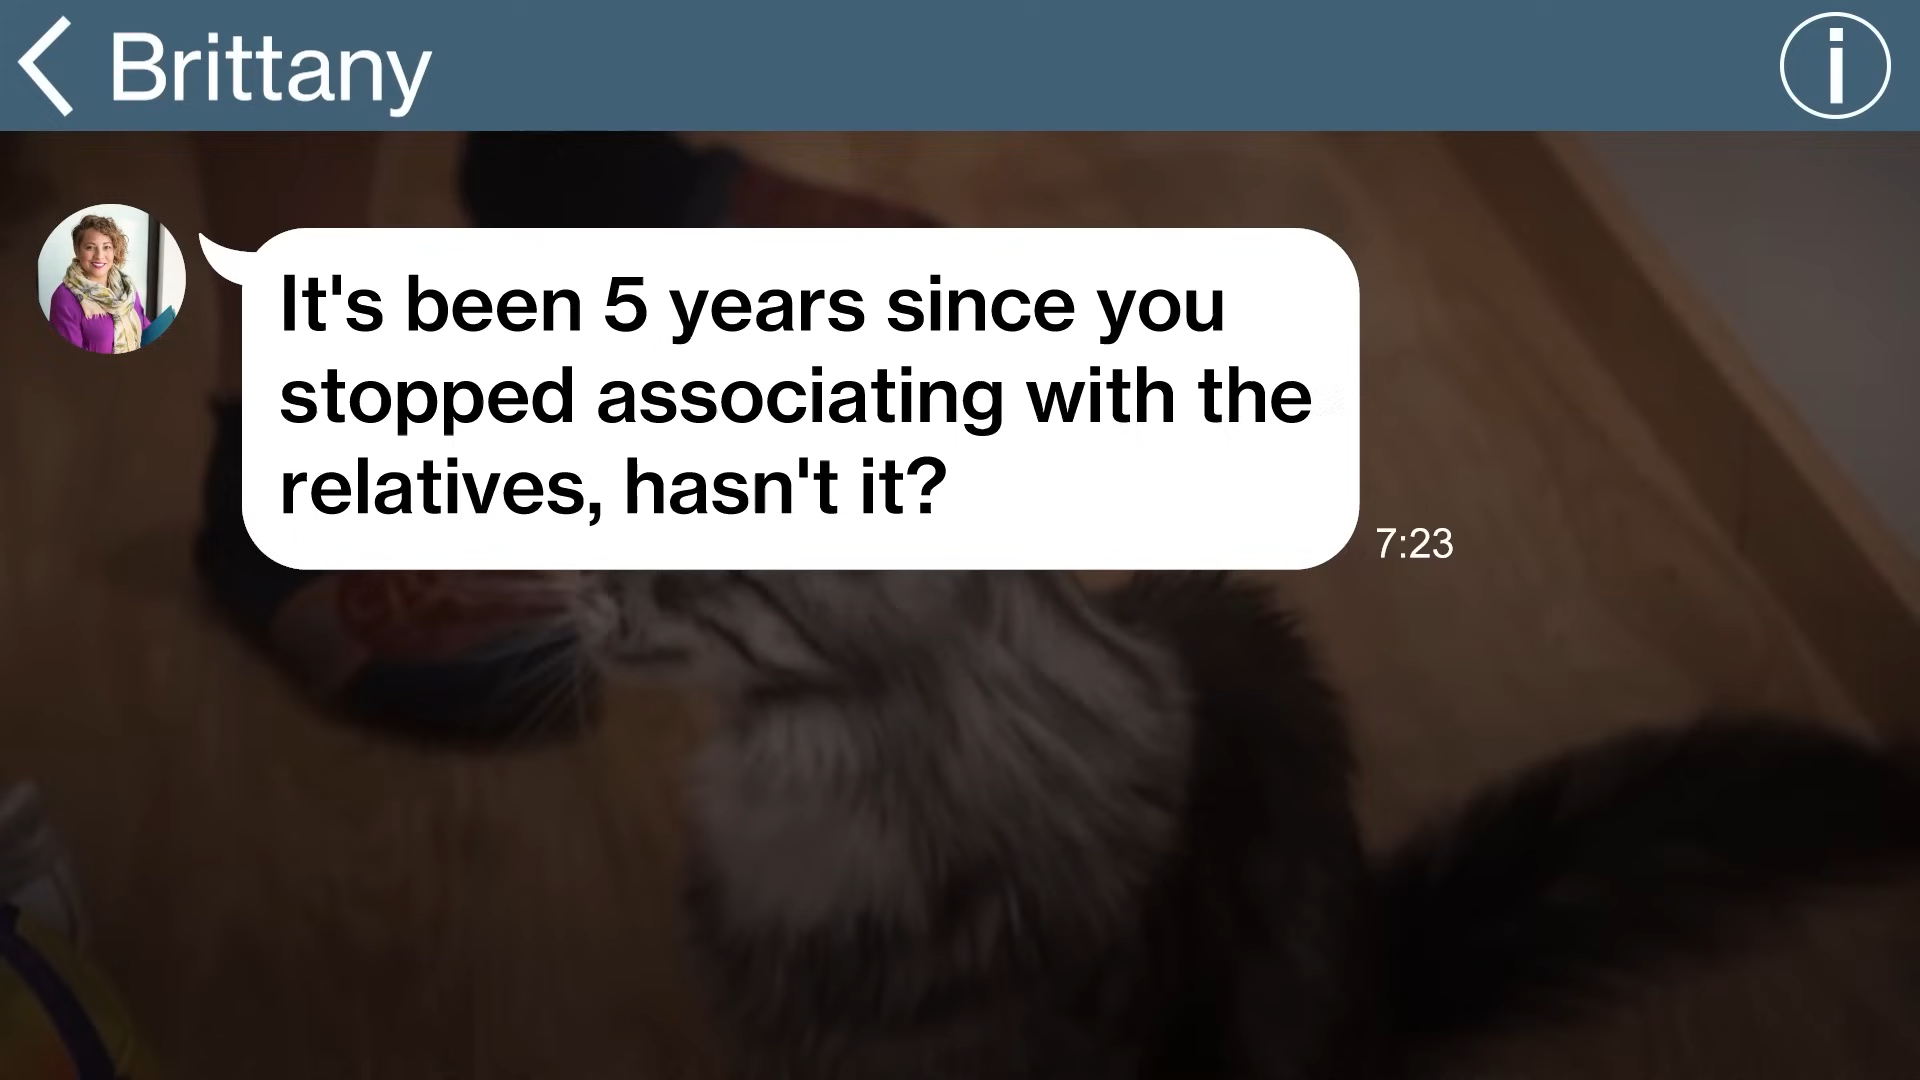 Brittany
It's been 5 years since you
stopped associating with the
relatives, hasn't it?
7:23